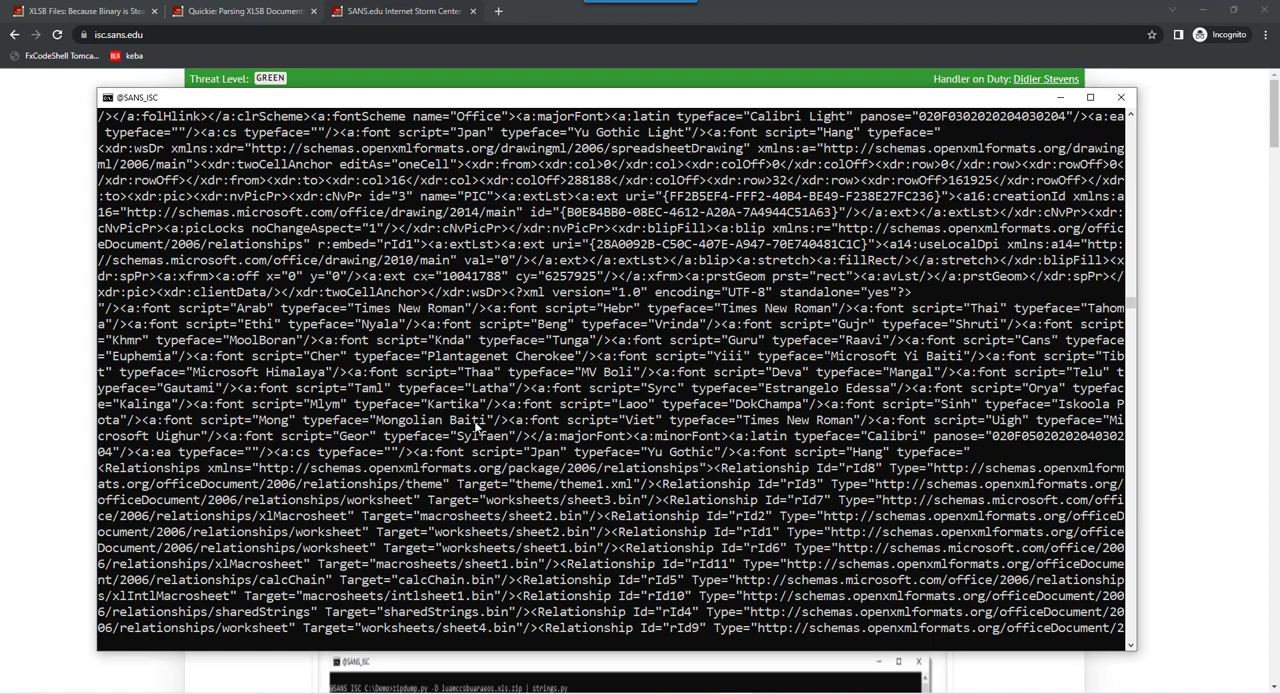 XLSB Files: Because Binary is Stea
Quickie: Parsing XLSB Document
SANS.edu Internet Storm Center
isc.sans.edu
Incognito
FxCodeShell Tomca...
keba
Threat Level: GREEN
Handler on Duty: Didier Stevens
@SANS_ISC
/></a:folHlink></a:clrScheme><a:fontScheme name="Office"><a:majorFont><a:latin typeface="Calibri Light" panose="020F0302020204030204"/><a:ea
typeface=""/><a:cs typeface=""/><a:font script="Jpan" typeface="Yu Gothic Light"/><a:font script="Hang" typeface="
<xdr:wsDr xmlns:xdr="http://schemas.openxmlformats.org/drawingml/2006/spreadsheetDrawing" xmlns:a="http://schemas.openxmlformats.org/drawing
ml/2006/main"><xdr:twoCellAnchor editAs="oneCell"><xdr:from><xdr:col>0</xdr:col><xdr:colOff>0</xdr:colOff><xdr:row>0</xdr:row><xdr:rowOff>0<
/xdr:rowOff></xdr:from><xdr:to><xdr:col>16</xdr:col><xdr:colOff>288188</xdr:colOff><xdr:row>32</xdr:row><xdr:rowOff>161925</xdr:rowOff></xdr
:to><xdr:pic><xdr:nvPicPr><xdr:cNvPr id="3" name="PIC"><a:extLst><a:ext uri="{FF2B5EF4-FFF2-40B4-BE49-F238E27FC236}"><a16:creationId xmlns:a
16="http://schemas.microsoft.com/office/drawing/2014/main" id="{B0E84BB0-08EC-4612-A20A-7A4944C51A63}"/></a:ext></a:extLst></xdr:cNvPr><xdr:
cNvPicPr><a:picLocks noChangeAspect="1"/></xdr:cNvPicPr></xdr:nvPicPr><xdr:blipFill><a:blip xmlns:r="http://schemas.openxmlformats.org/offic
eDocument/2006/relationships" r:embed="rId1"><a:extLst><a:ext uri="{28A0092B-C50C-407E-A947-70E740481C1C}"><a14:useLocalDpi xmlns:a14="http:
//schemas.microsoft.com/office/drawing/2010/main" val="0"/></a:ext></a:extLst></a:blip><a:stretch><a:fillRect/></a:stretch></xdr:blipFill><x
dr:spPr><a:xfrm><a:off x="0" y="0"/><a:ext cx="10041788" cy="6257925"/></a:xfrm><a:prstGeom prst="rect"><a:avLst/></a:prstGeom></xdr:spPr></
xdr:pic><xdr:clientData/></xdr:twoCellAnchor></xdr:wsDr><?xml version="1.0" encoding="UTF-8" standalone="yes"?>
"/><a:font script="Arab" typeface="Times New Roman"/><a:font script="Hebr" typeface="Times New Roman"/><a:font script="Thai" typeface="Tahom
a"/><a:font script="Ethi" typeface="Nyala"/><a:font script="Beng" typeface="Vrinda"/><a:font script="Gujr" typeface="Shruti"/><a:font script
="Khmr" typeface="MoolBoran"/><a:font script="Knda" typeface="Tunga"/><a:font script="Guru" typeface="Raavi"/><a:font script="Cans" typeface
="Euphemia"/><a:font script="Cher" typeface="Plantagenet Cherokee"/><a:font script="Yiii" typeface="Microsoft Yi Baiti"/><a:font script="Tib
t" typeface="Microsoft Himalaya"/><a:font script="Thaa" typeface="MV Boli"/><a:font script="Deva" typeface="Mangal"/><a:font script="Telu" t
ypeface="Gautami"/><a:font script="Taml" typeface="Latha"/><a:font script="Syrc" typeface="Estrangelo Edessa"/><a:font script="Orya" typefac
e="Kalinga"/><a:font script="Mlym" typeface="Kartika"/><a:font script="Laoo" typeface="DokChampa"/><a:font script="Sinh" typeface="Iskoola P
ota"/><a:font script="Mong" typeface="Mongolian Baiti"/><a:font script="Viet" typeface="Times New Roman"/><a:font script="Uigh" typeface="Mi
crosoft Uighur"/><a:font script="Geor" typeface="Sylfaen"/></a:majorFont><a:minorFont><a:latin typeface="Calibri" panose="020F05020202040302
04"/><a:ea typeface=""/><a:cs typeface=""/><a:font script="Jpan" typeface="Yu Gothic"/><a:font script="Hang" typeface="
<Relationships xmlns="http://schemas.openxmlformats.org/package/2006/relationships"><Relationship Id="rId8" Type="http://schemas.openxmlform
ats.org/officeDocument/2006/relationships/theme" Target="theme/theme1.xml"/><Relationship Id="rId3" Type="http://schemas.openxmlformats.org/
officeDocument/2006/relationships/worksheet" Target="worksheets/sheet3.bin"/><Relationship Id="rId7" Type="http://schemas.microsoft.com/offi
ce/2006/relationships/xlMacrosheet" Target="macrosheets/sheet2.bin"/><Relationship Id="rId2" Type="http://schemas.openxmlformats.org/officeD
ocument/2006/relationships/worksheet" Target="worksheets/sheet2.bin"/><Relationship Id="rId1" Type="http://schemas.openxmlformats.org/office
Document/2006/relationships/worksheet" Target="worksheets/sheet1.bin"/><Relationship Id="rId6" Type="http://schemas.microsoft.com/office/200
6/relationships/xlMacrosheet" Target="macrosheets/sheet1.bin"/><Relationship Id="rId11" Type="http://schemas.openxmlformats.org/officeDocume
nt/2006/relationships/calcChain" Target="calcChain.bin"/><Relationship Id="rId5" Type="http://schemas.microsoft.com/office/2006/relationship
s/xlIntlMacrosheet" Target="macrosheets/intlsheet1.bin"/><Relationship Id="rId10" Type="http://schemas.openxmlformats.org/officeDocument/200
6/relationships/sharedStrings" Target="sharedStrings.bin"/><Relationship Id="rId4" Type="http://schemas.openxmlformats.org/officeDocument/20
06/relationships/worksheet" Target="worksheets/sheet4.bin"/><Relationship Id="rId9" Type="http://schemas.openxmlformats.org/officeDocument/2
@SANS_ISC
@SANS_ISC C:\Demo>zipdump.py -D luamccsbuaraeos.xls.zip | strings.py